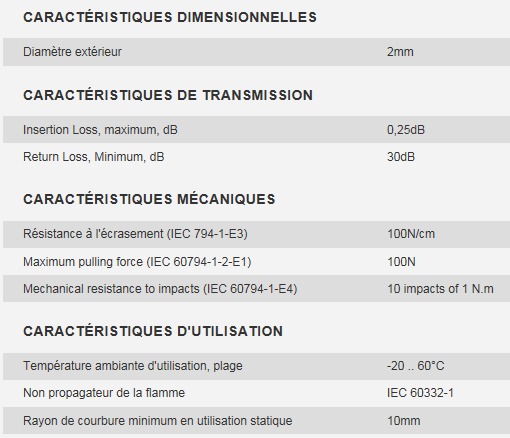 CARACTÉRISTIQUES DIMENSIONNELLES
Diamètre extérieur 2mm
CARACTÉRISTIQUES DE TRANSMISSION
Insertion Loss, maximum, dB 0,25dB
Return Loss, Minimum, dB 30dB
CARACTÉRISTIQUES MÉCANIQUES
Résistance à l'écrasement (IEC 794-1-E3) 100N/cm
Maximum pulling force (IEC 60794-1-2-E1) 100N
Mechanical resistance to impacts (IEC 60794-1-E4) 10 impacts of 1 N.m
CARACTÉRISTIQUES D'UTILISATION
Température ambiante d'utilisation, plage -20 .. 60°C
Non propagateur de la flamme IEC 60332-1
Rayon de courbure minimum en utilisation statique 10mm